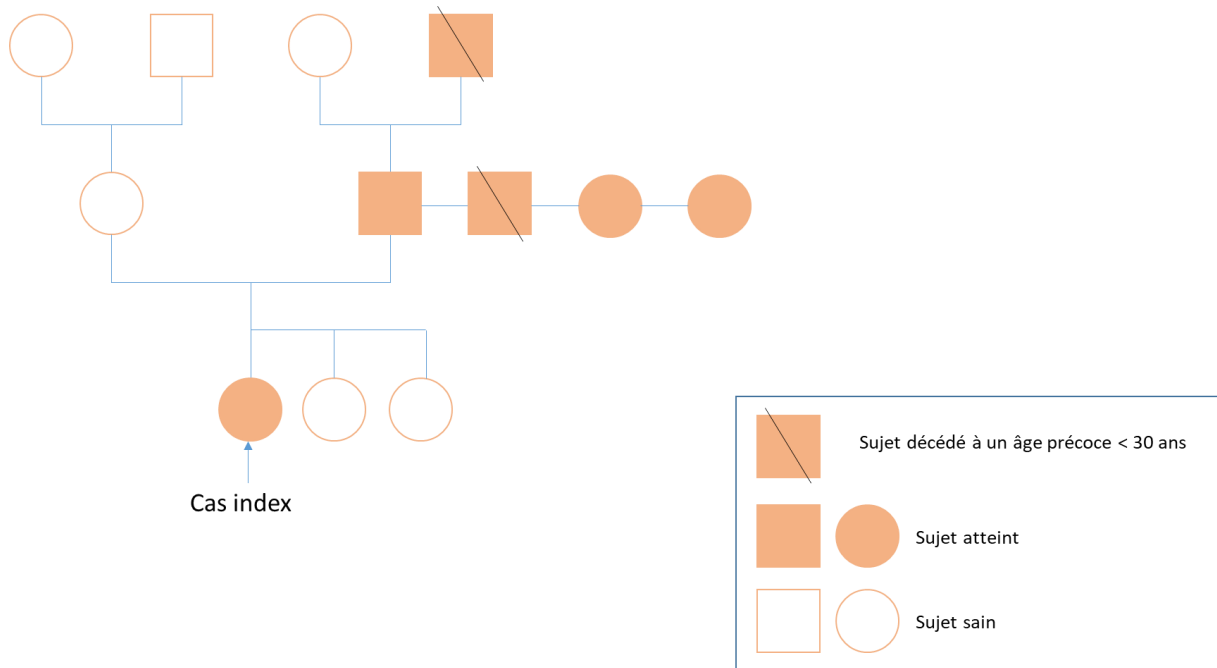 Cas index
Sujet décédé à un âge précoce < 30 ans
Sujet atteint
Sujet sain